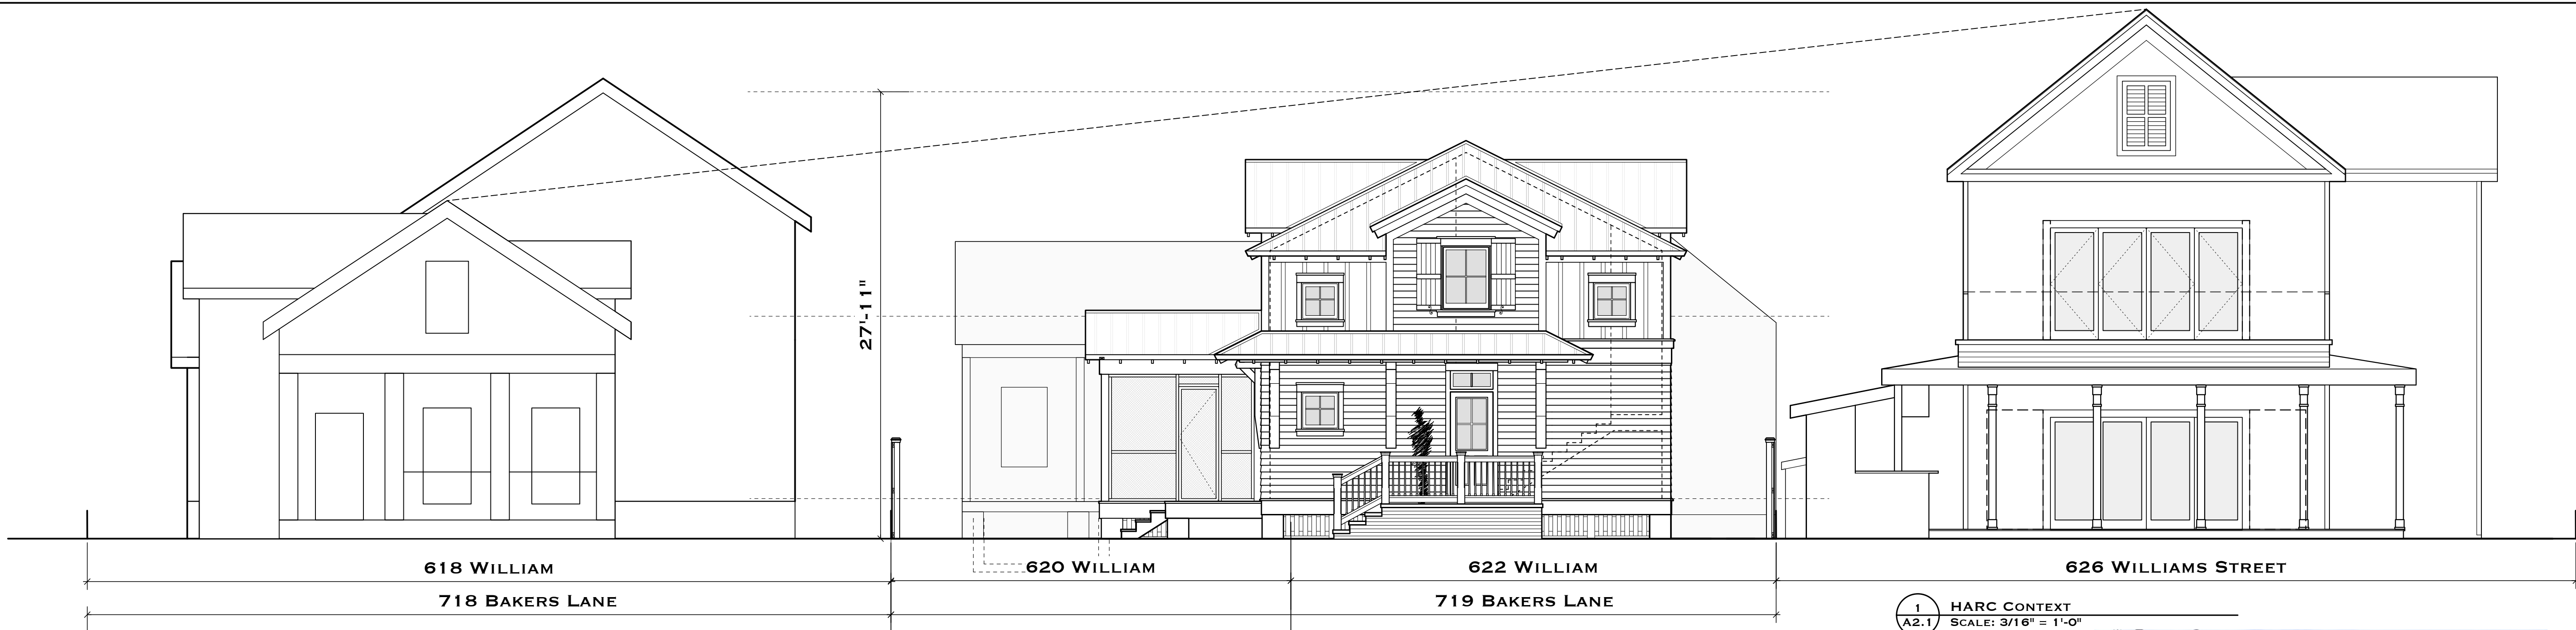 27'-11"
618 WILLIAM
620 WILLIAM
622 WILLIAM
626 WILLIAMS STREET
718 BAKERS LANE
719 BAKERS LANE
1
A2.1
HARC CONTEXT
SCALE: 3/16" = 1'-0"